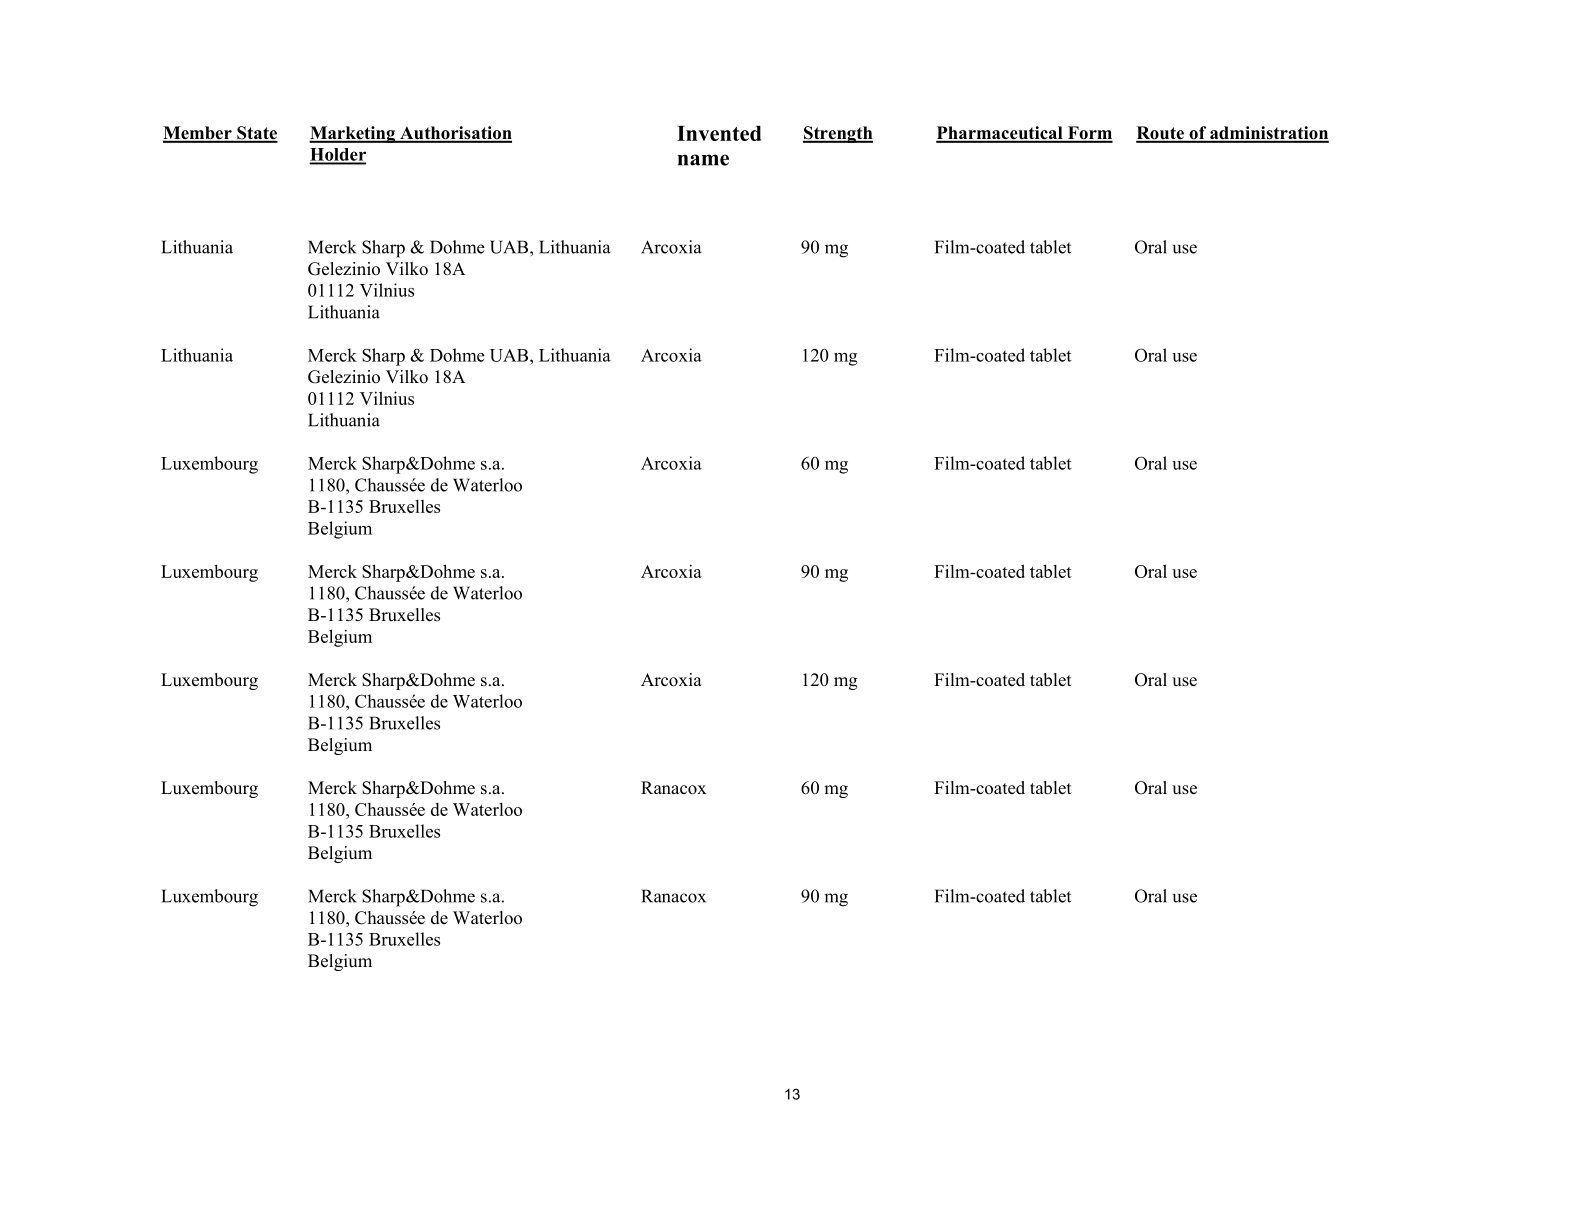 Member State Marketing Authorisation Holder Invented name Strength Pharmaceutical Form Route of administration
Lithuania Merck Sharp & Dohme UAB, Lithuania Arcoxia 90 mg Film-coated tablet Oral use
Gelezinio Vilko 18A
01112 Vilnius
Lithuania
Lithuania Merck Sharp & Dohme UAB, Lithuania Arcoxia 120 mg Film-coated tablet Oral use
Gelezinio Vilko 18A
01112 Vilnius
Lithuania
Luxembourg Merck Sharp&Dohme s.a. Arcoxia 60 mg Film-coated tablet Oral use
1180, Chaussée de Waterloo
B-1135 Bruxelles
Belgium
Luxembourg Merck Sharp&Dohme s.a. Arcoxia 90 mg Film-coated tablet Oral use
1180, Chaussée de Waterloo
B-1135 Bruxelles
Belgium
Luxembourg Merck Sharp&Dohme s.a. Arcoxia 120 mg Film-coated tablet Oral use
1180, Chaussée de Waterloo
B-1135 Bruxelles
Belgium
Luxembourg Merck Sharp&Dohme s.a. Ranacox 60 mg Film-coated tablet Oral use
1180, Chaussée de Waterloo
B-1135 Bruxelles
Belgium
Luxembourg Merck Sharp&Dohme s.a. Ranacox 90 mg Film-coated tablet Oral use
1180, Chaussée de Waterloo
B-1135 Bruxelles
Belgium
13